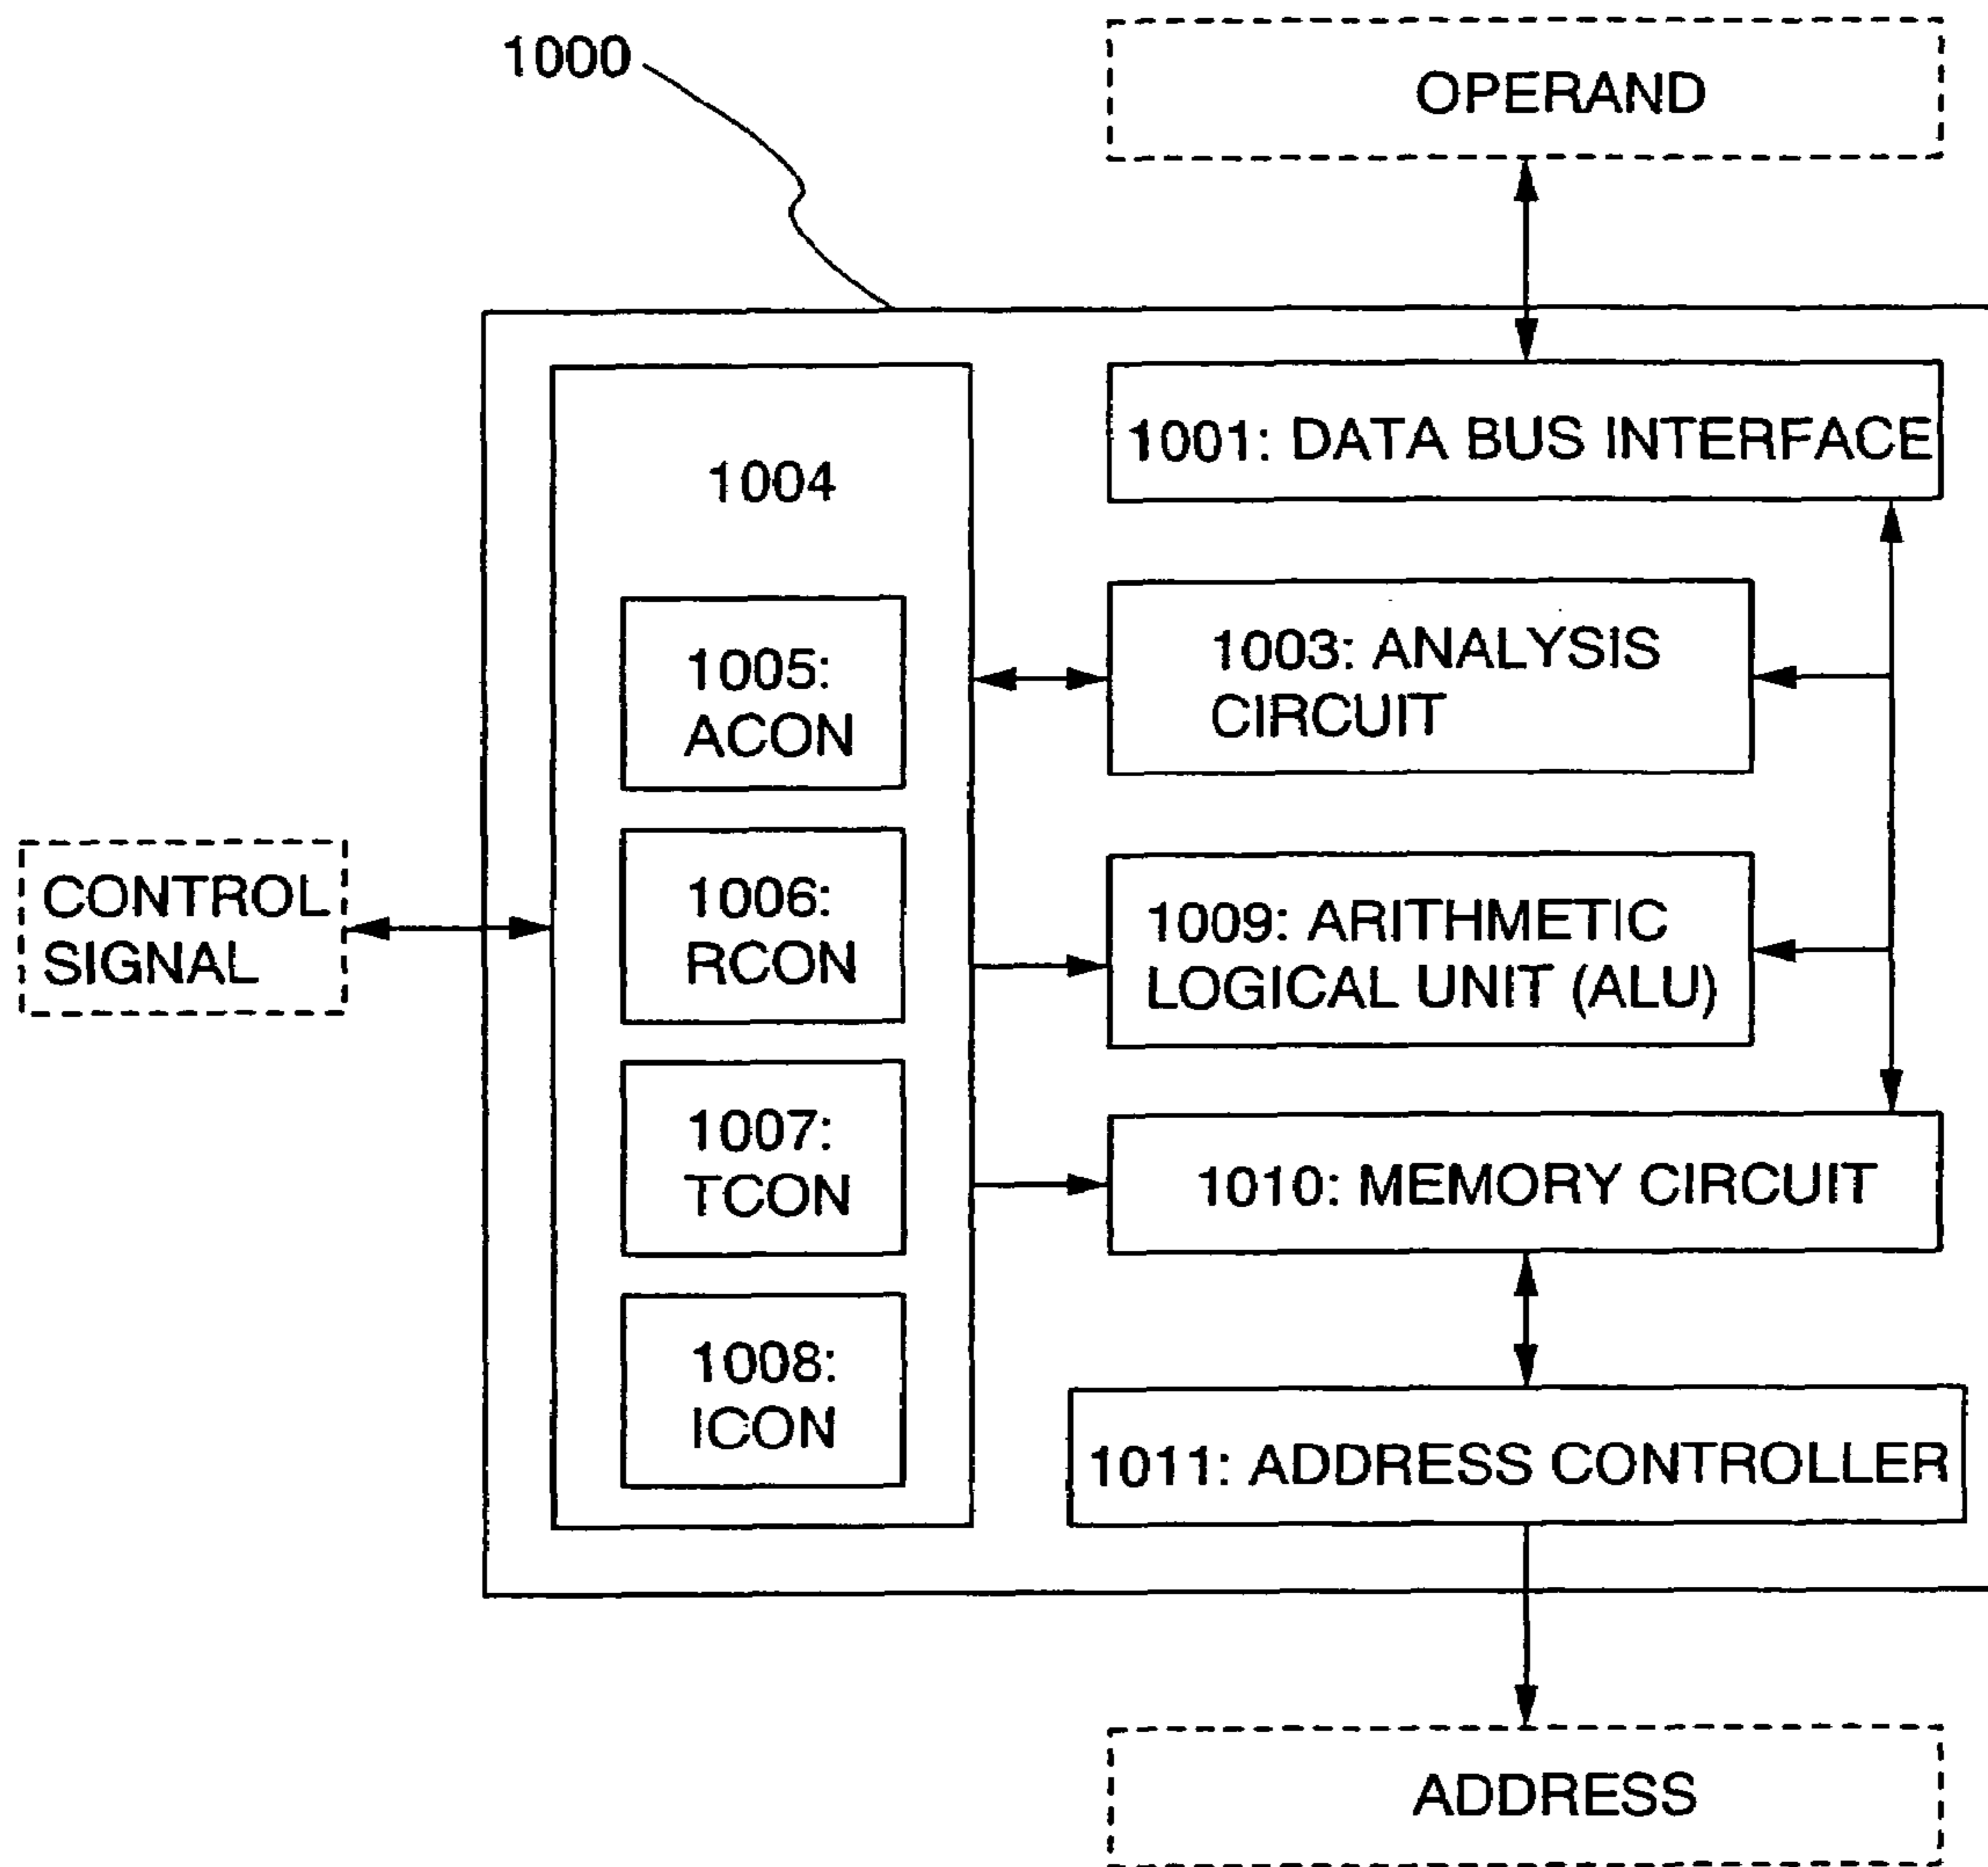 1000
OPERAND
1001: DATA BUS INTERFACE
1004
1003: ANALYSIS
CIRCUIT
1005:
ACON
CONTROL
SIGNAL
1006:
RCON
1009: ARITHMETIC
LOGICAL UNIT (ALU)
1007:
TCON
1010: MEMORY CIRCUIT
1008:
ICON
1011: ADDRESS CONTROLLER
ADDRESS